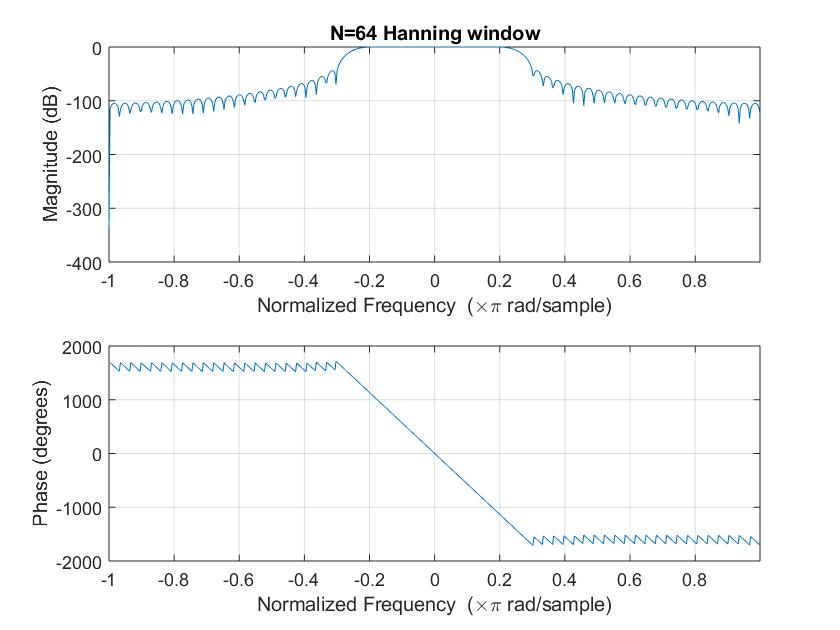 N=64 Hanning window
Magnitude (dB)
0
-100
-200
-300
-400
-1 -0.8 -0.6 -0.4 -0.2 0 0.2 0.4 0.6 0.8
Normalized Frequency (×π rad/sample)
Phase (degrees)
2000
1000
0
-1000
-2000
-1 -0.8 -0.6 -0.4 -0.2 0 0.2 0.4 0.6 0.8
Normalized Frequency (×π rad/sample)